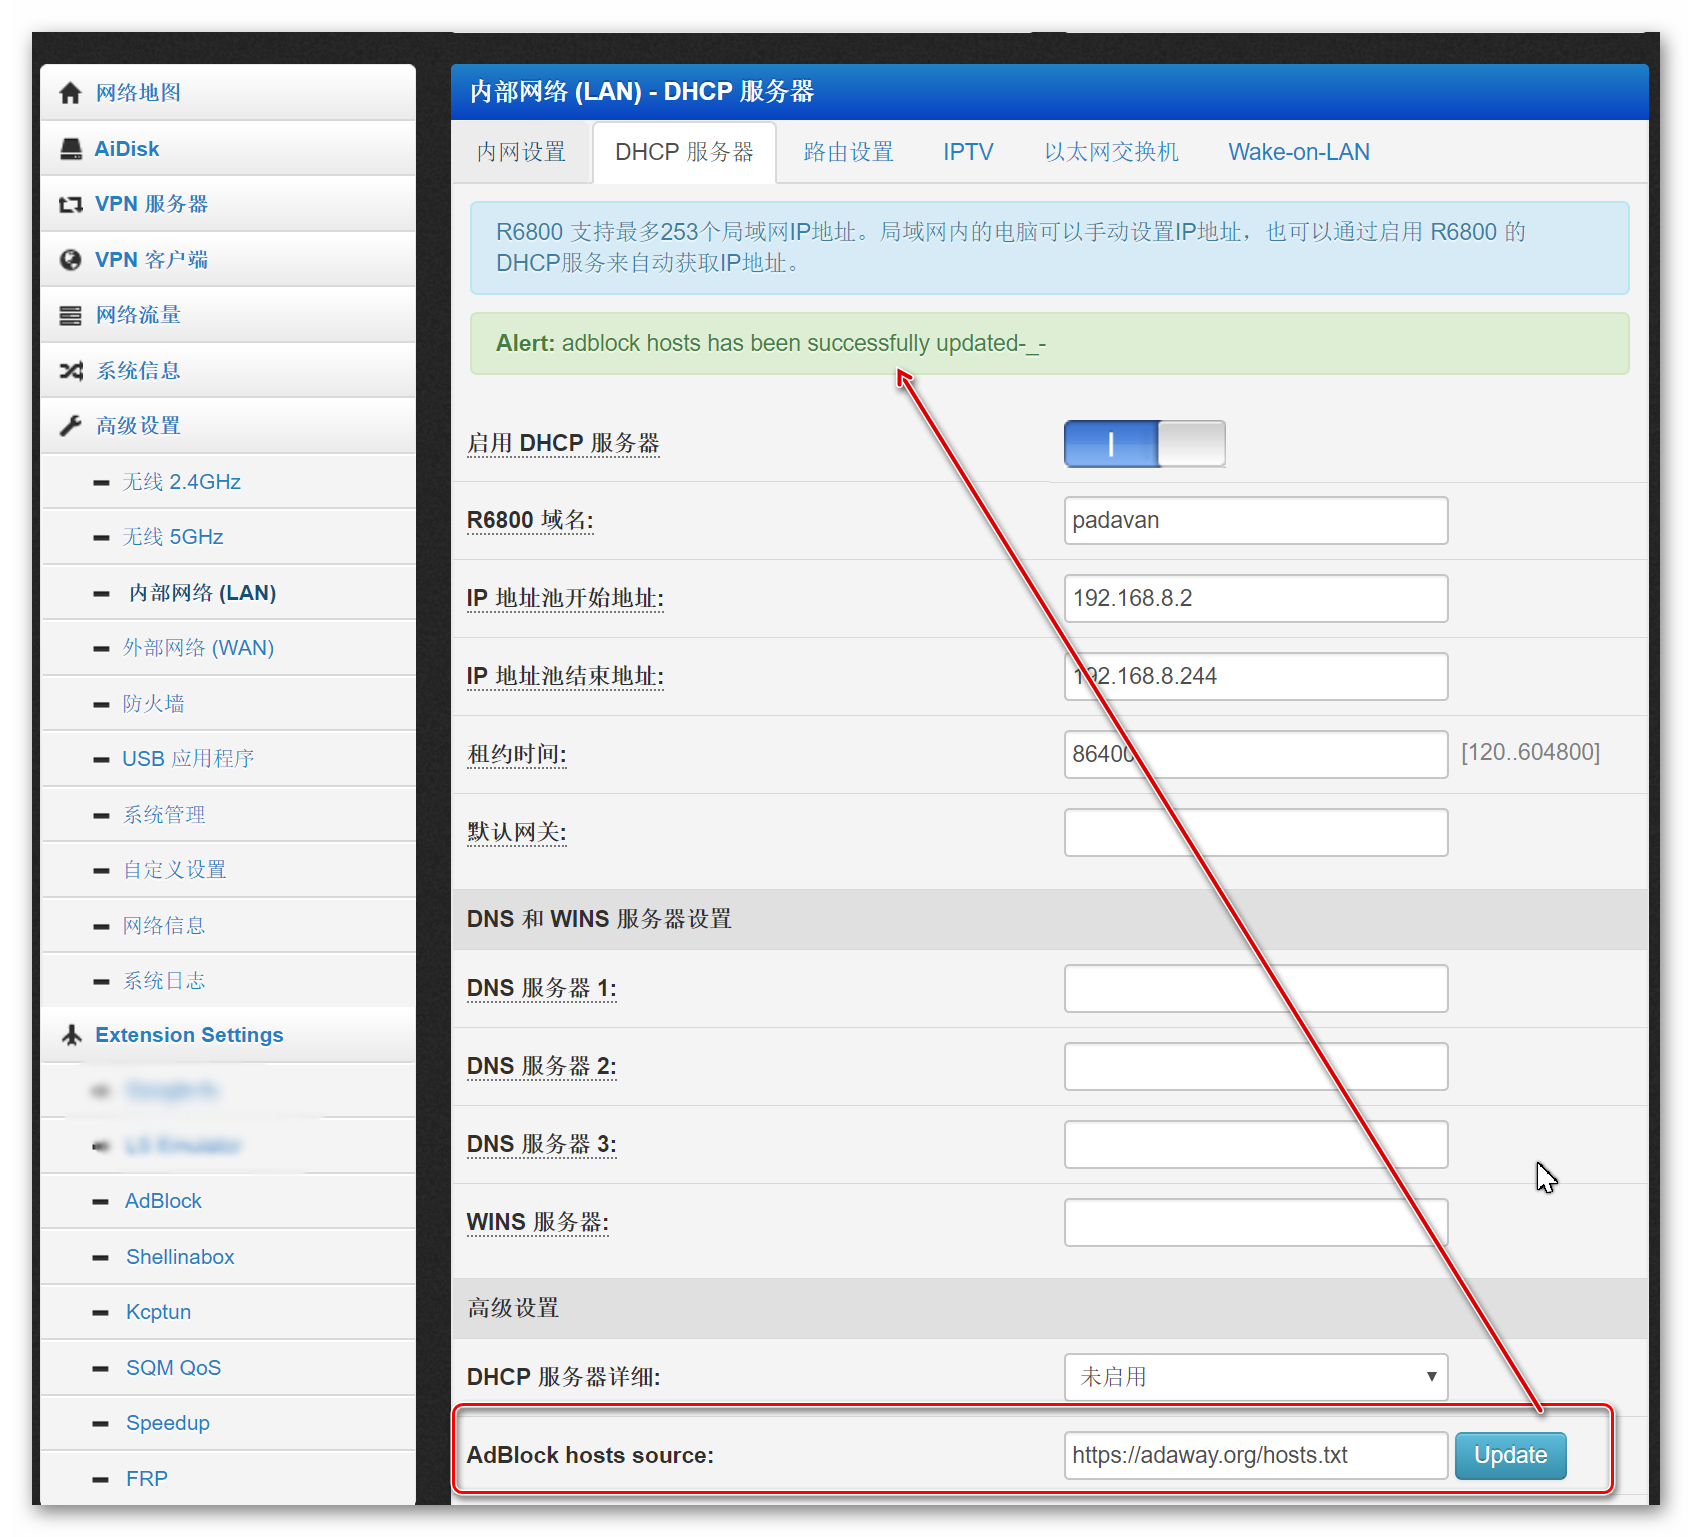 网络地图
AiDisk
VPN 服务器
VPN 客户端
网络流量
系统信息
高级设置
无线 2.4GHz
无线 5GHz
内部网络 (LAN)
外部网络 (WAN)
防火墙
USB 应用程序
系统管理
自定义设置
网络信息
系统日志
Extension Settings
AdBlock
Shellinabox
Kcptun
SQM QoS
Speedup
FRP
内部网络 (LAN) - DHCP 服务器
内网设置 DHCP 服务器 路由设置 IPTV 以太网交换机 Wake-on-LAN
R6800 支持最多253个局域网IP地址。局域网内的电脑可以手动设置IP地址，也可以通过启用 R6800 的
DHCP服务来自动获取IP地址。
Alert: adblock hosts has been successfully updated-_-
启用 DHCP 服务器
R6800 域名: padavan
IP 地址池开始地址: 192.168.8.2
IP 地址池结束地址: 192.168.8.244
租约时间: 86400 [120..604800]
默认网关:
DNS 和 WINS 服务器设置
DNS 服务器 1:
DNS 服务器 2:
DNS 服务器 3:
WINS 服务器:
高级设置
DHCP 服务器详细: 未启用
AdBlock hosts source: https://adaway.org/hosts.txt Update